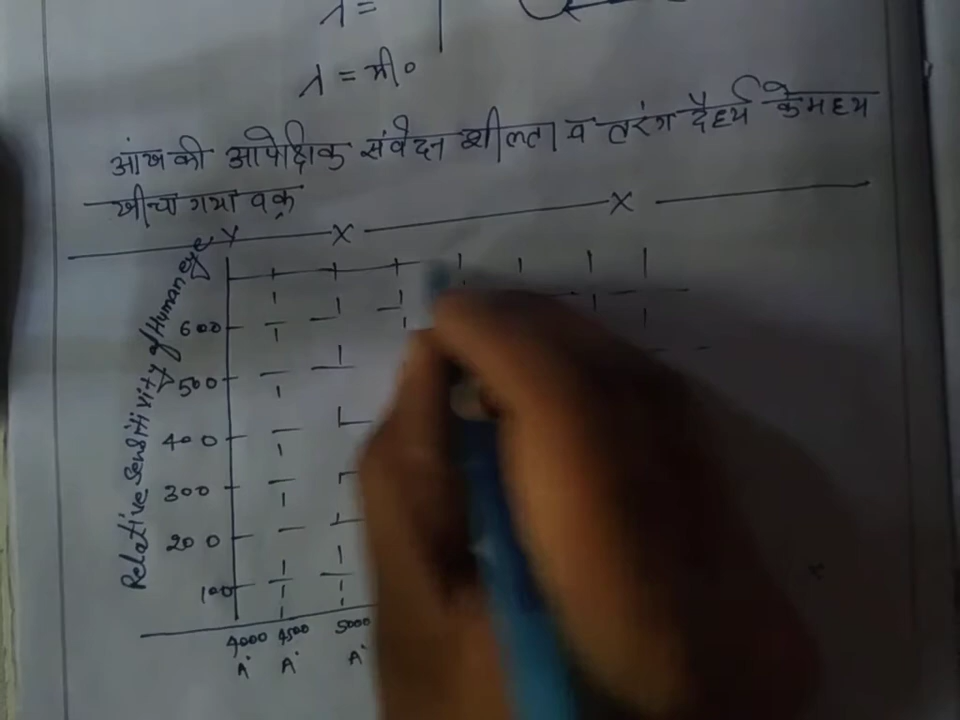 λ =
λ = मी०
आंख की आपेक्षिक संवेदन शीलता व तरंग दैर्ध्य के मध्य
खीचा गया वक्र
X X
Y
Relative Sensitivity of Human eye
600
500
400
300
200
100
4000 4500 5000
A° A° A°